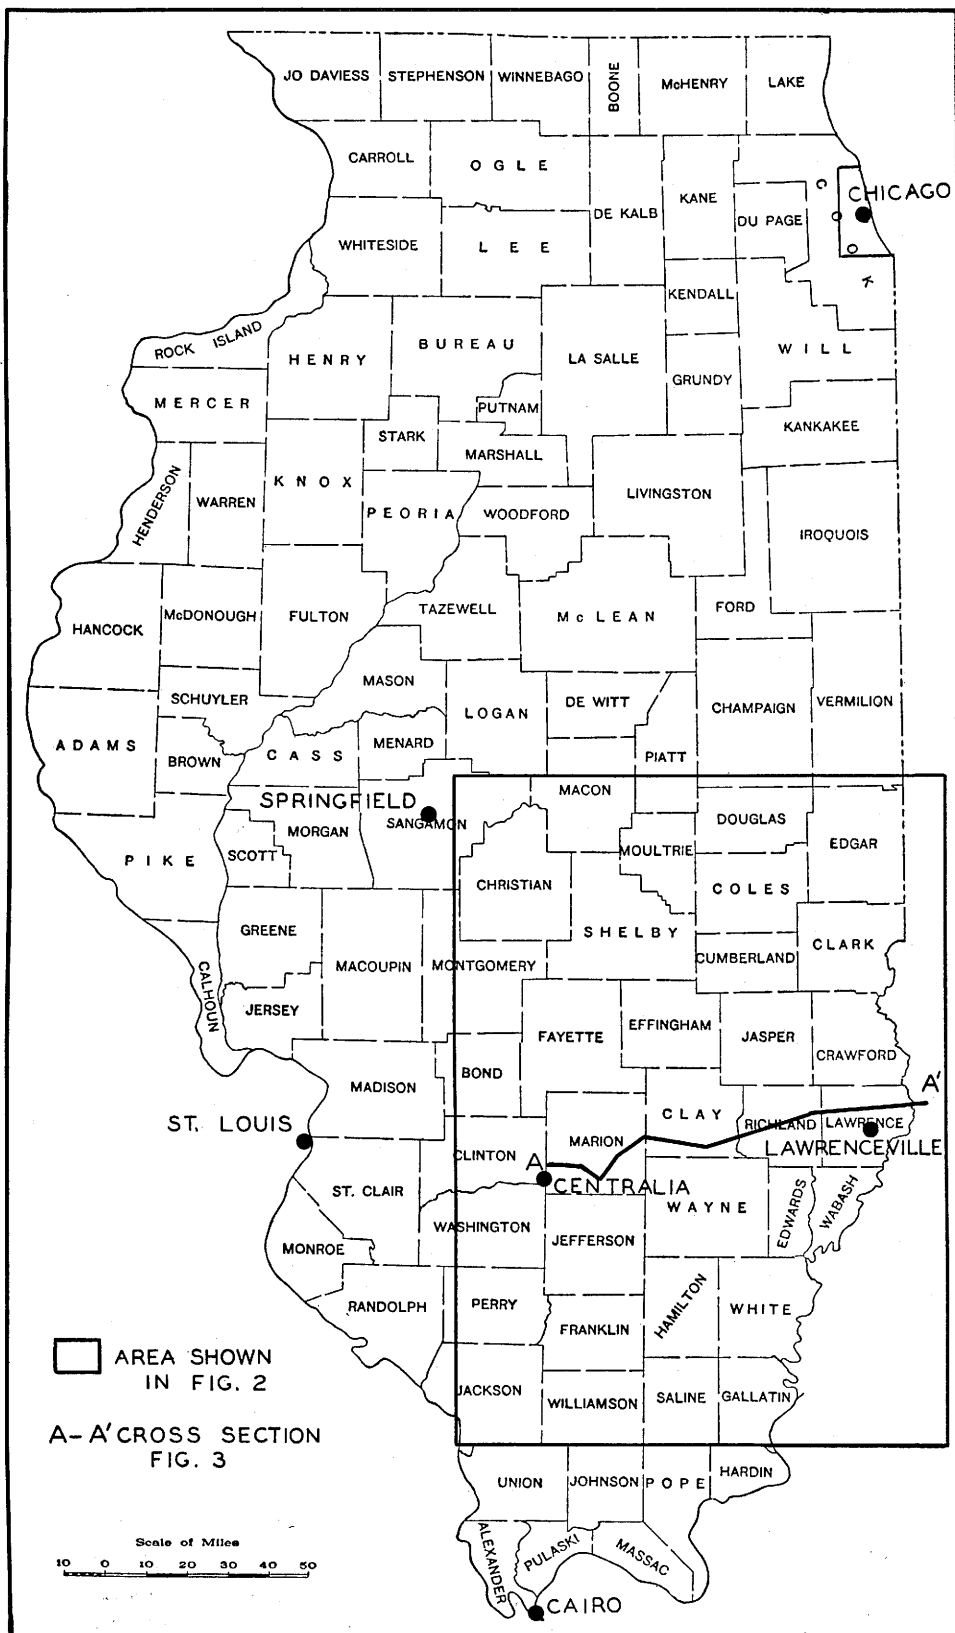 JO DAVIESS STEPHENSON WINNEBAGO BOONE McHENRY LAKE
CARROLL OGLE DE KALB KANE DU PAGE COOK CHICAGO
WHITESIDE LEE KENDALL
ROCK ISLAND HENRY BUREAU LA SALLE GRUNDY WILL
MERCER PUTNAM STARK KANKAKEE
HENDERSON WARREN KNOX PEORIA MARSHALL WOODFORD LIVINGSTON IROQUOIS
HANCOCK McDONOUGH FULTON TAZEWELL McLEAN FORD
SCHUYLER MASON LOGAN DE WITT CHAMPAIGN VERMILION
ADAMS BROWN CASS MENARD PIATT
SPRINGFIELD SANGAMON MACON DOUGLAS
PIKE SCOTT MORGAN CHRISTIAN MOULTRIE EDGAR
COLES
GREENE SHELBY CLARK
CALHOUN MACOUPIN MONTGOMERY CUMBERLAND
JERSEY FAYETTE EFFINGHAM JASPER CRAWFORD
MADISON BOND A'
ST. LOUIS CLAY RICHLAND LAWRENCE
CLINTON MARION LAWRENCEVILLE
A
ST. CLAIR CENTRALIA
WASHINGTON WAYNE EDWARDS WABASH
MONROE JEFFERSON
RANDOLPH PERRY HAMILTON WHITE
FRANKLIN
JACKSON WILLIAMSON SALINE GALLATIN
AREA SHOWN
IN FIG. 2
A-A' CROSS SECTION
FIG. 3
UNION JOHNSON POPE HARDIN
ALEXANDER PULASKI MASSAC
CAIRO
Scale of Miles
10 0 10 20 30 40 50